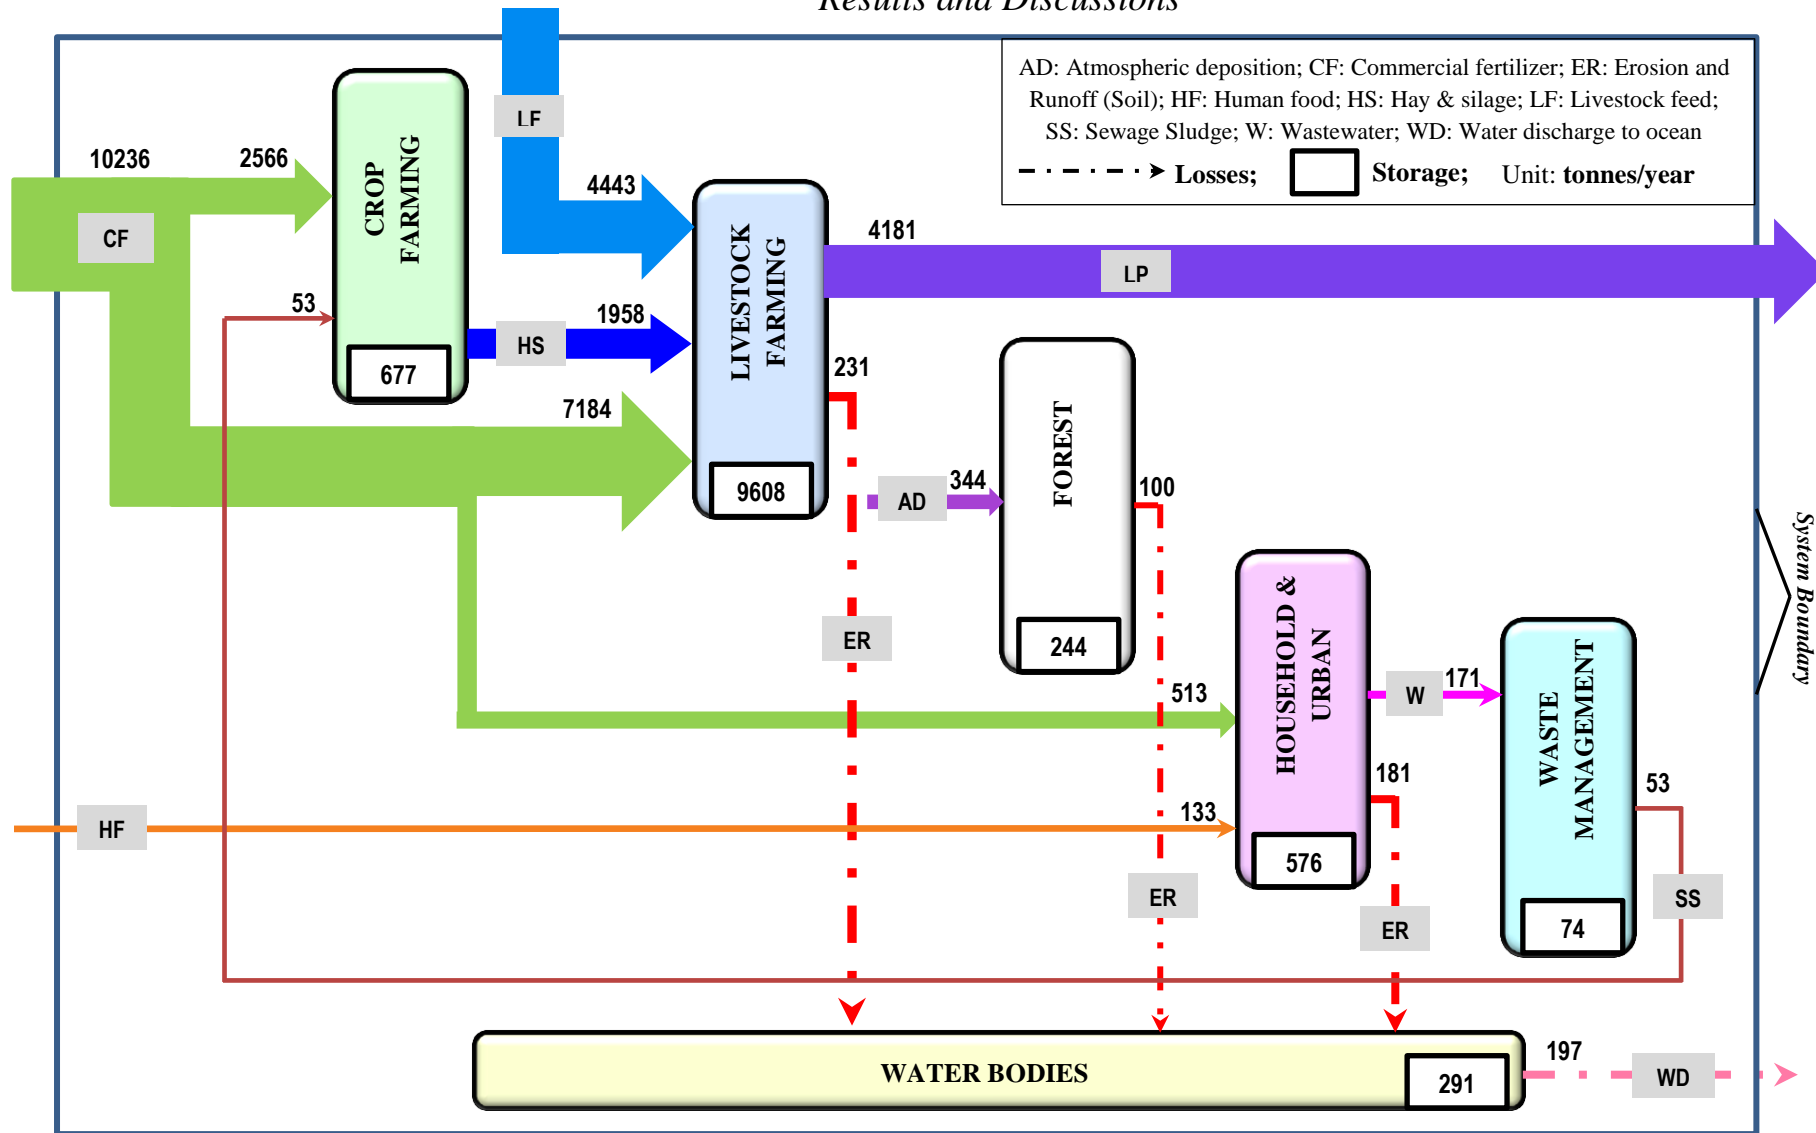 Results and Discussions
AD: Atmospheric deposition; CF: Commercial fertilizer; ER: Erosion and
Runoff (Soil); HF: Human food; HS: Hay & silage; LF: Livestock feed;
SS: Sewage Sludge; W: Wastewater; WD: Water discharge to ocean
Losses; Storage; Unit: tonnes/year
LF
10236
2566
CROP
FARMING
4443
CF
LIVESTOCK
FARMING
4181
LP
53
1958
HS
677
231
7184
FOREST
9608
344
AD
100
System Boundary
ER
244
HOUSEHOLD &
URBAN
513
W
171
WASTE
MANAGEMENT
181
53
133
HF
576
ER
SS
ER
74
WATER BODIES
291
197
WD